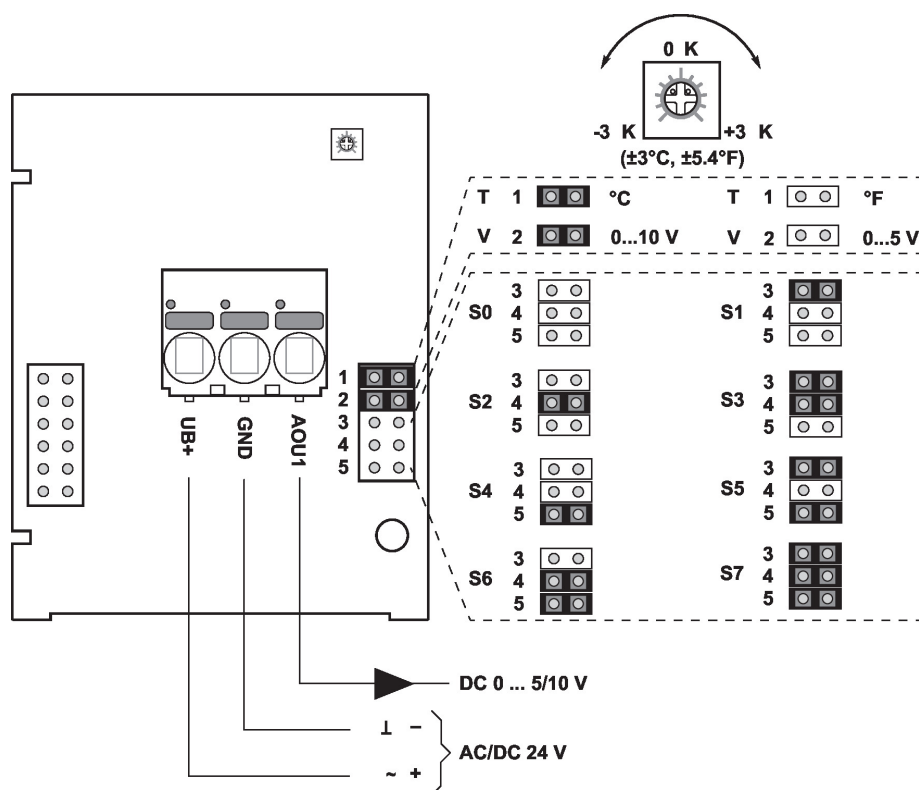 0 K
-3 K +3 K
(±3°C, ±5.4°F)
T 1 °C T 1 °F
V 2 0...10 V V 2 0...5 V
S0 3 4 5
S1 3 4 5
S2 3 4 5
S3 3 4 5
S4 3 4 5
S5 3 4 5
S6 3 4 5
S7 3 4 5
1
2
3
4
5
UB+
GND
AOU1
DC 0 ... 5/10 V
⊥ −
AC/DC 24 V
~ +